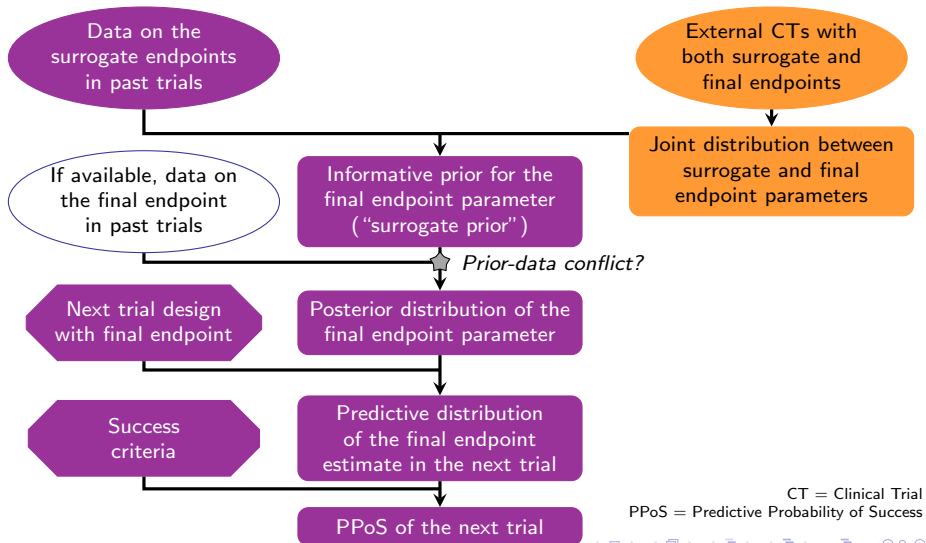 Data on the
surrogate endpoints
in past trials
External CTs with
both surrogate and
final endpoints
Joint distribution between
surrogate and final
endpoint parameters
If available, data on
the final endpoint
in past trials
Informative prior for the
final endpoint parameter
(“surrogate prior”)
Prior-data conflict?
Next trial design
with final endpoint
Posterior distribution of the
final endpoint parameter
Success
criteria
Predictive distribution
of the final endpoint
estimate in the next trial
PPoS of the next trial
CT = Clinical Trial
PPoS = Predictive Probability of Success